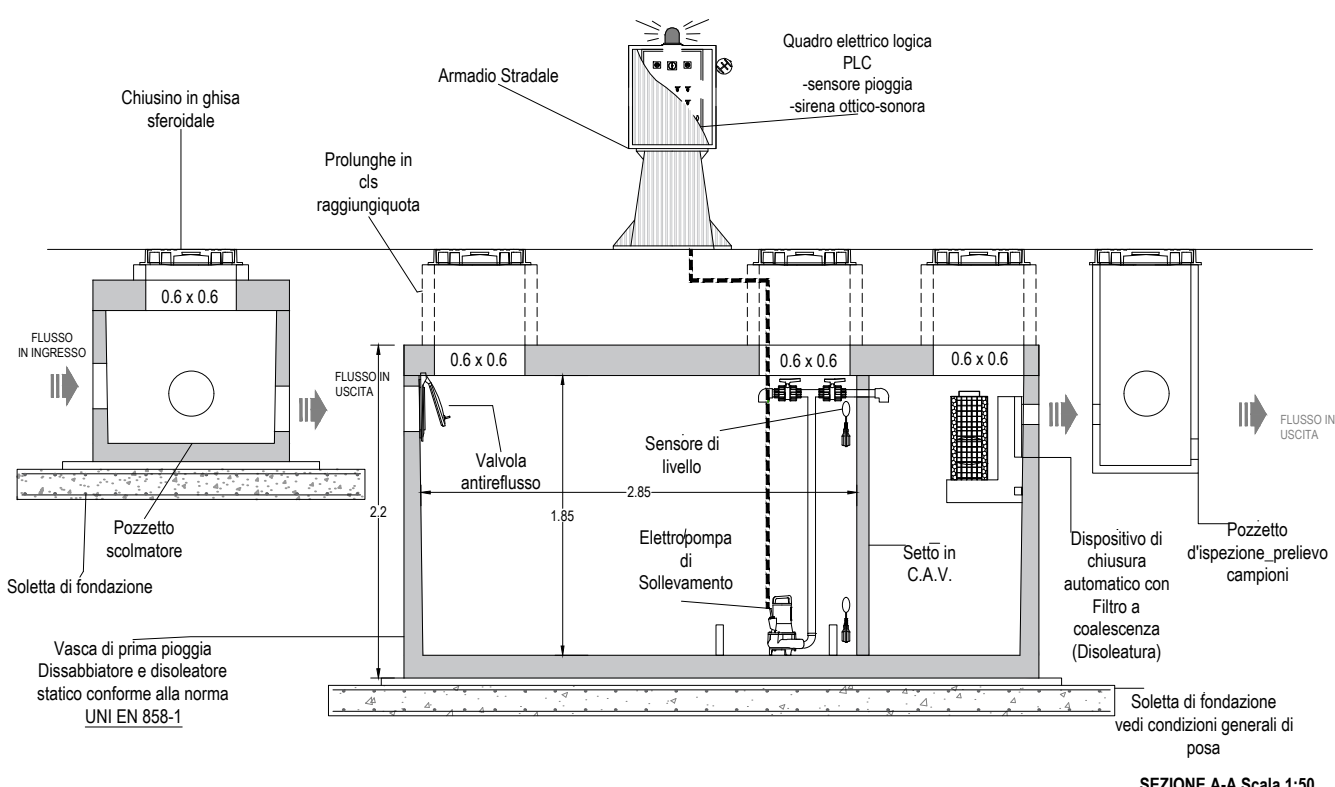 Quadro elettrico logica
PLC
-sensore pioggia
-sirena ottico-sonora
Armadio Stradale
Chiusino in ghisa
sferoidale
Prolunghe in
cls
raggiungiquota
0.6 x 0.6
FLUSSO
IN INGRESSO
FLUSSO IN
USCITA
0.6 x 0.6
0.6 x 0.6
0.6 x 0.6
FLUSSO IN
USCITA
Valvola
antireflusso
Sensore di
livello
2.85
2.2
1.85
Pozzetto
scolmatore
Soletta di fondazione
Elettropompa
di
Sollevamento
Setto in
C.A.V.
Dispositivo di
chiusura
automatico con
Filtro a
coalescenza
(Disoleatura)
Pozzetto
d'ispezione_prelievo
campioni
Vasca di prima pioggia
Dissabbiatore e disoleatore
statico conforme alla norma
UNI EN 858-1
Soletta di fondazione
vedi condizioni generali di
posa
SEZIONE A-A Scala 1:50